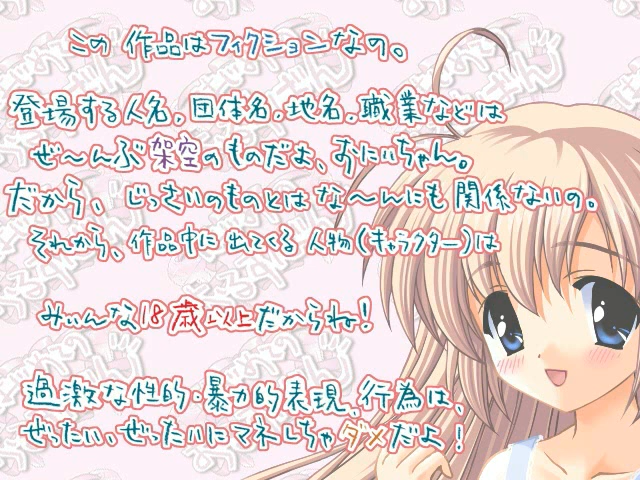 この 作品はフィクションなの。
登場する人名,団体名,地名,職業などは
ぜ～んぶ架空のものだよ、おにいちゃん。
だから、じっさいのものとはな～んにも関係ないの。
それから、作品中に出てくる人物(キャラクター)は
みぃんな18歳以上だからね!
過激な性的・暴力的表現、行為は、
ぜったい、ぜったいにマネしちゃダメだよ!